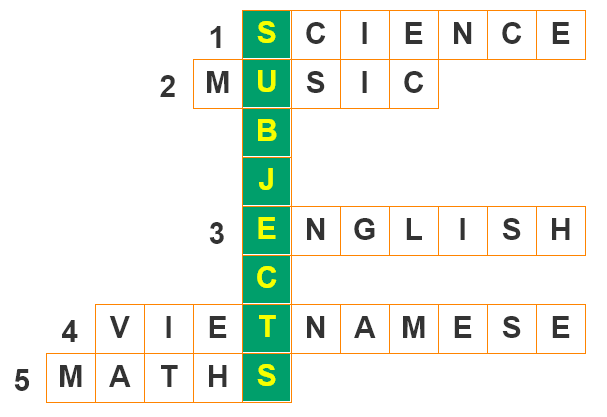 1 SCIENCE
2 MUSIC
B
J
3 ENGLISH
C
4 VIETNAMESE
5 MATHS